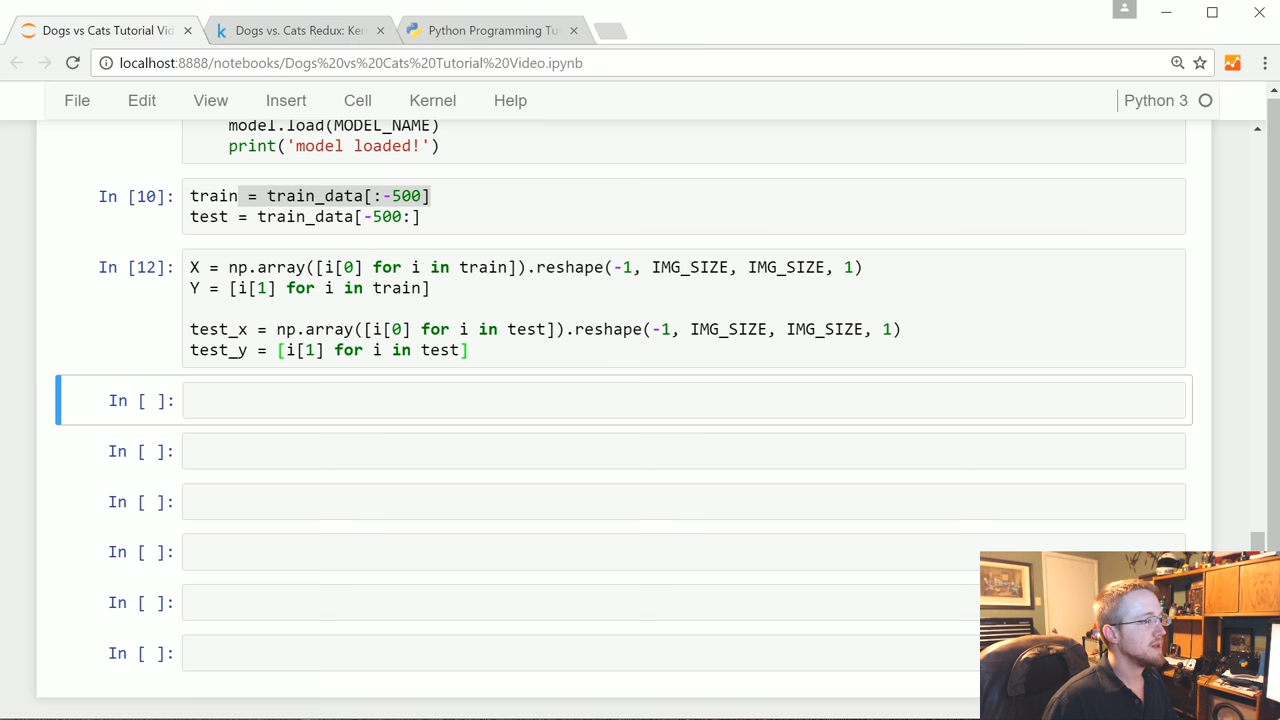 Dogs vs Cats Tutorial Vid
Dogs vs. Cats Redux: Ker
Python Programming Tu
localhost:8888/notebooks/Dogs%20vs%20Cats%20Tutorial%20Video.ipynb
File Edit View Insert Cell Kernel Help Python 3
model.load(MODEL_NAME)
print('model loaded!')
In [10]: train = train_data[:-500]
test = train_data[-500:]
In [12]: X = np.array([i[0] for i in train]).reshape(-1, IMG_SIZE, IMG_SIZE, 1)
Y = [i[1] for i in train]
test_x = np.array([i[0] for i in test]).reshape(-1, IMG_SIZE, IMG_SIZE, 1)
test_y = [i[1] for i in test]
In [ ]:
In [ ]:
In [ ]:
In [ ]:
In [ ]:
In [ ]: